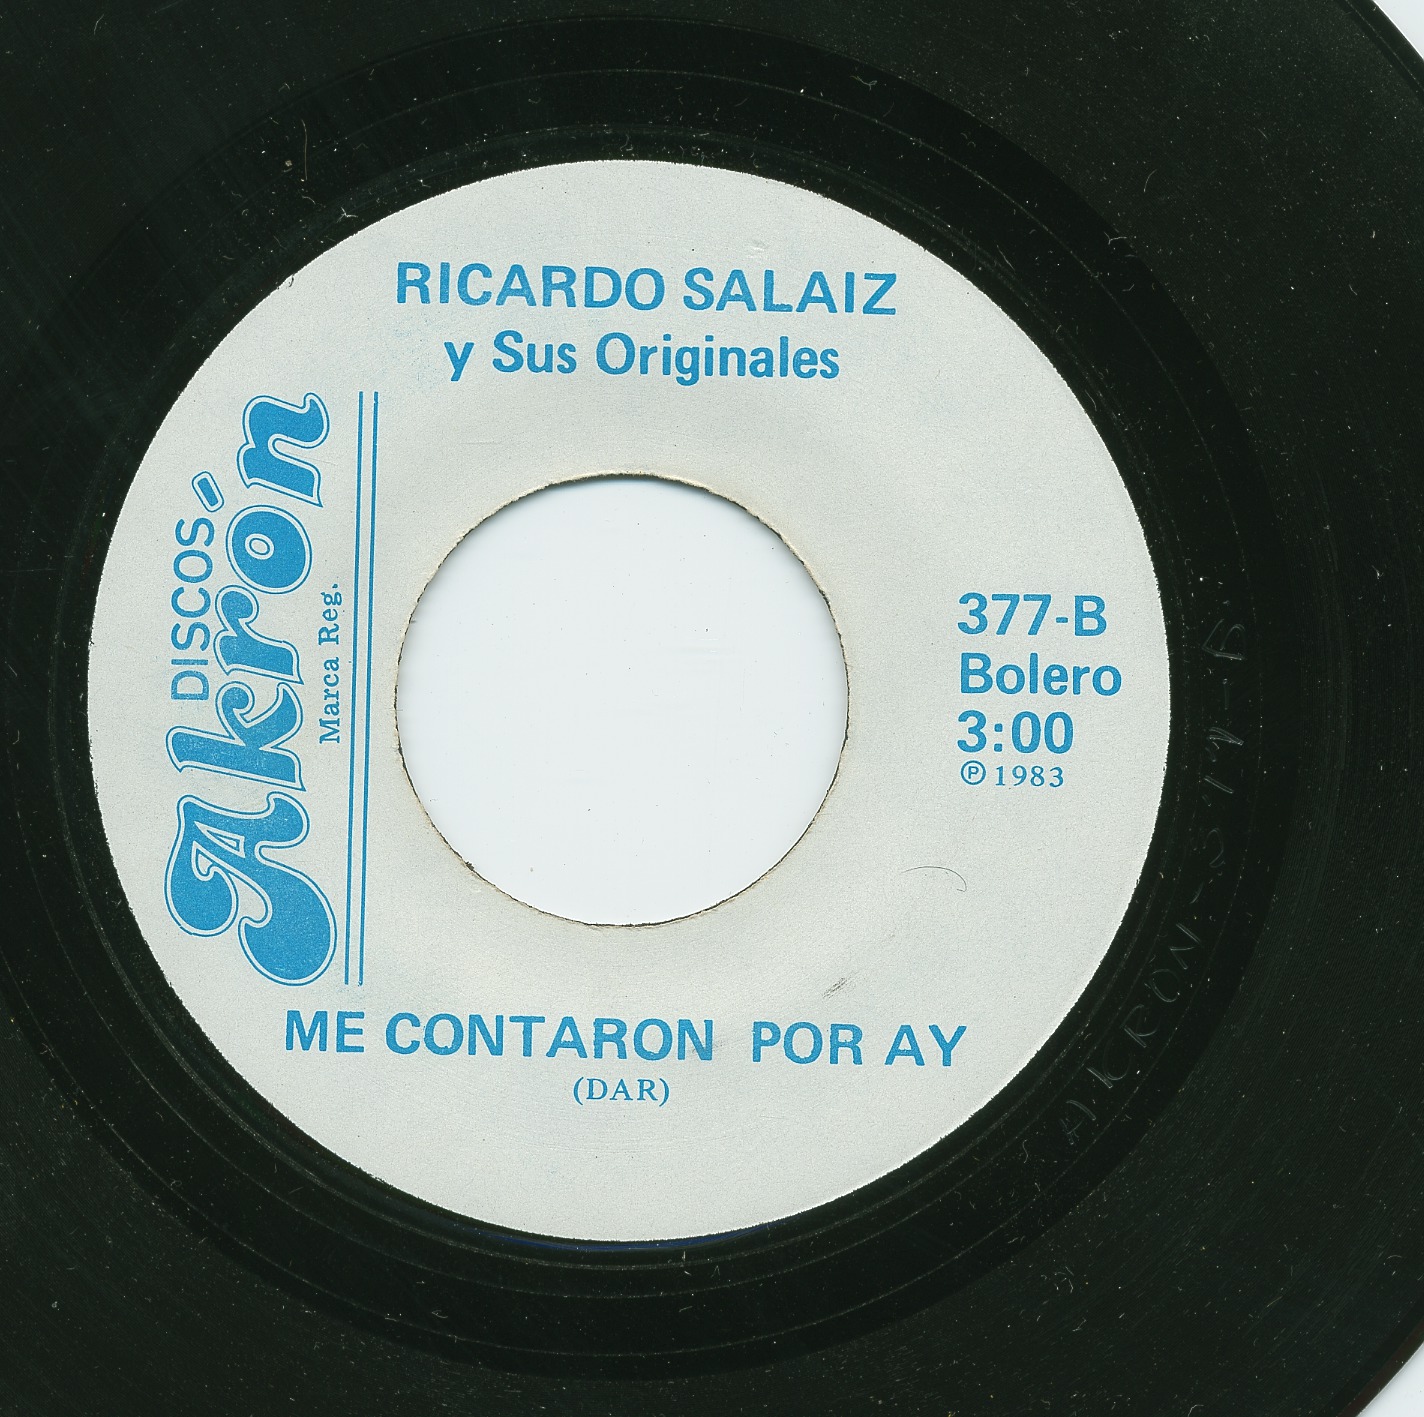 RICARDO SALAIZ
y Sus Originales
DISCOS
Akrón
Marca Reg.
377-B
Bolero
3:00
℗ 1983
ME CONTARON POR AY
(DAR)